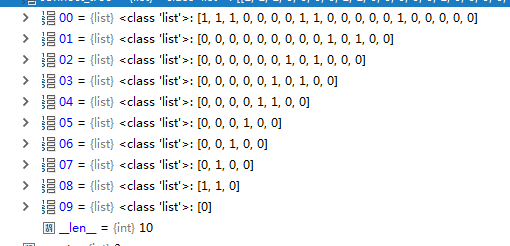 00 = {list} <class 'list'>: [1, 1, 1, 0, 0, 0, 0, 1, 1, 0, 0, 0, 0, 0, 1, 0, 0, 0, 0, 0]
01 = {list} <class 'list'>: [0, 0, 0, 0, 0, 0, 0, 0, 1, 0, 1, 0, 0]
02 = {list} <class 'list'>: [0, 0, 0, 0, 0, 0, 1, 0, 1, 0, 0, 0]
03 = {list} <class 'list'>: [0, 0, 0, 0, 0, 1, 0, 1, 0, 0]
04 = {list} <class 'list'>: [0, 0, 0, 0, 1, 1, 0, 0]
05 = {list} <class 'list'>: [0, 0, 0, 1, 0, 0]
06 = {list} <class 'list'>: [0, 0, 1, 0, 0]
07 = {list} <class 'list'>: [0, 1, 0, 0]
08 = {list} <class 'list'>: [1, 1, 0]
09 = {list} <class 'list'>: [0]
__len__ = {int} 10